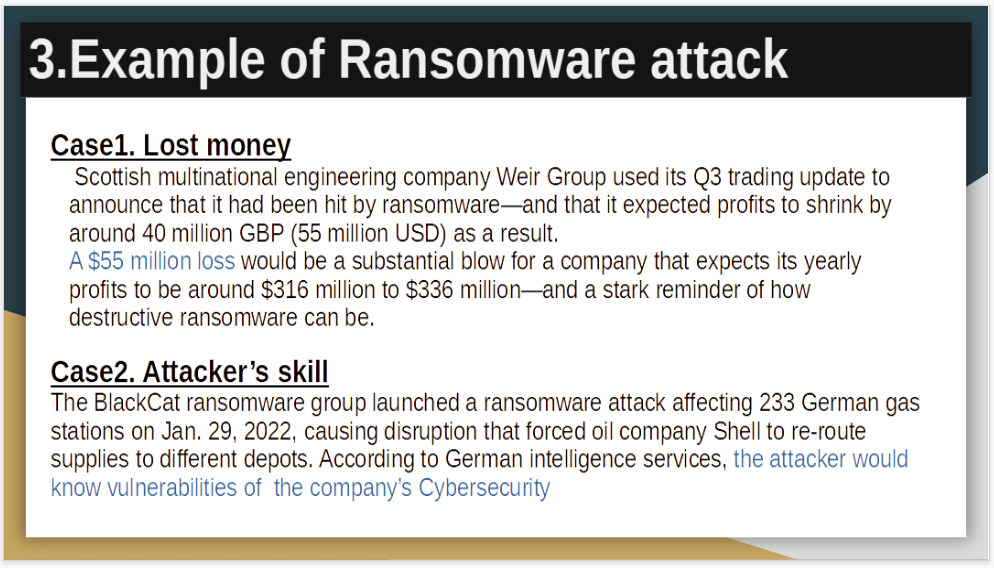 3.Example of Ransomware attack
Case1. Lost money
Scottish multinational engineering company Weir Group used its Q3 trading update to
announce that it had been hit by ransomware—and that it expected profits to shrink by
around 40 million GBP (55 million USD) as a result.
A $55 million loss would be a substantial blow for a company that expects its yearly
profits to be around $316 million to $336 million—and a stark reminder of how
destructive ransomware can be.
Case2. Attacker’s skill
The BlackCat ransomware group launched a ransomware attack affecting 233 German gas
stations on Jan. 29, 2022, causing disruption that forced oil company Shell to re-route
supplies to different depots. According to German intelligence services, the attacker would
know vulnerabilities of  the company’s Cybersecurity